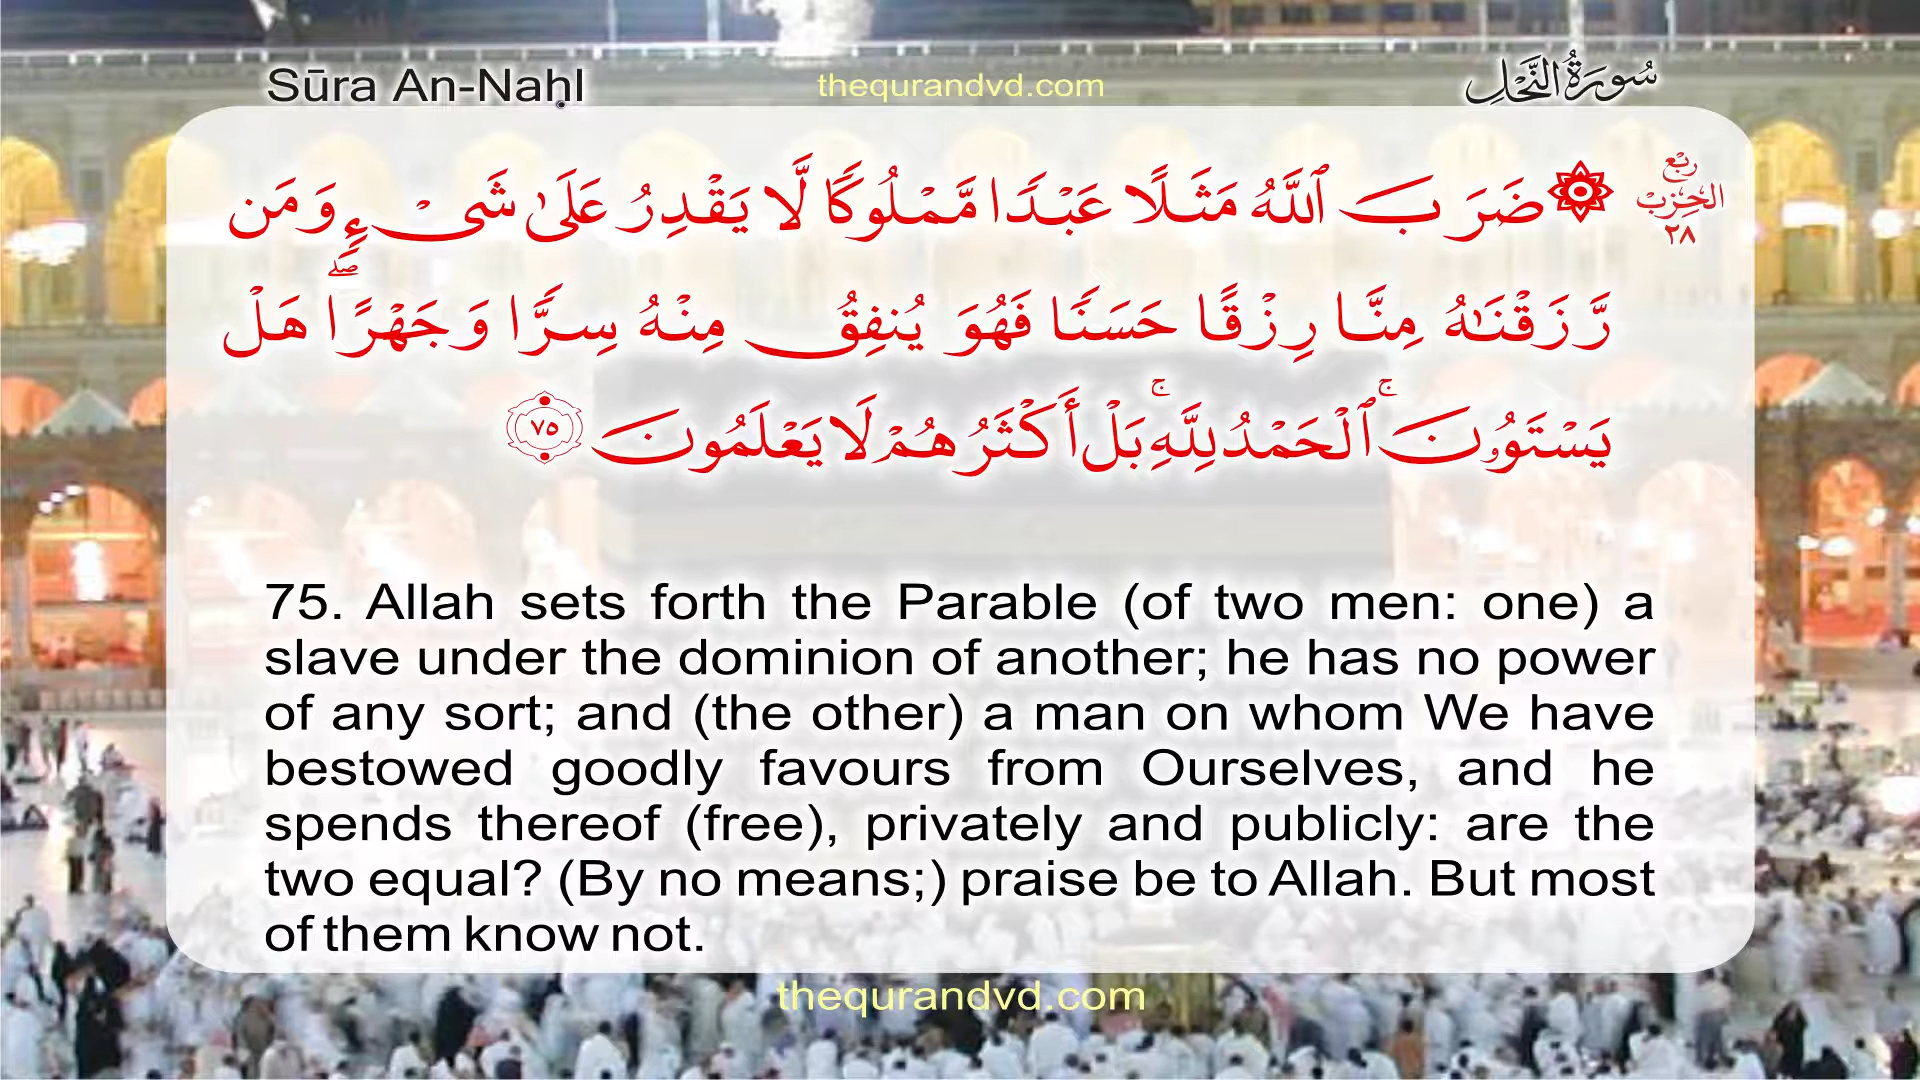 Sūra An-Naḥl
thequrandvd.com
سُورَةُ النَّحْلِ
رُبْعُ
الْحِزْبِ
٢٨
۞ضَرَبَ ٱللَّهُ مَثَلًا عَبْدًا مَّمْلُوكًا لَّا يَقْدِرُ عَلَىٰ شَىْءٍ وَمَن
رَّزَقْنَـٰهُ مِنَّا رِزْقًا حَسَنًا فَهُوَ يُنفِقُ مِنْهُ سِرًّا وَجَهْرًا ۖ هَلْ
يَسْتَوُۥنَ ۚ ٱلْحَمْدُ لِلَّهِ ۚ بَلْ أَكْثَرُهُمْ لَا يَعْلَمُونَ ٧٥
75. Allah sets forth the Parable (of two men: one) a
slave under the dominion of another; he has no power
of any sort; and (the other) a man on whom We have
bestowed goodly favours from Ourselves, and he
spends thereof (free), privately and publicly: are the
two equal? (By no means;) praise be to Allah. But most
of them know not.
thequrandvd.com